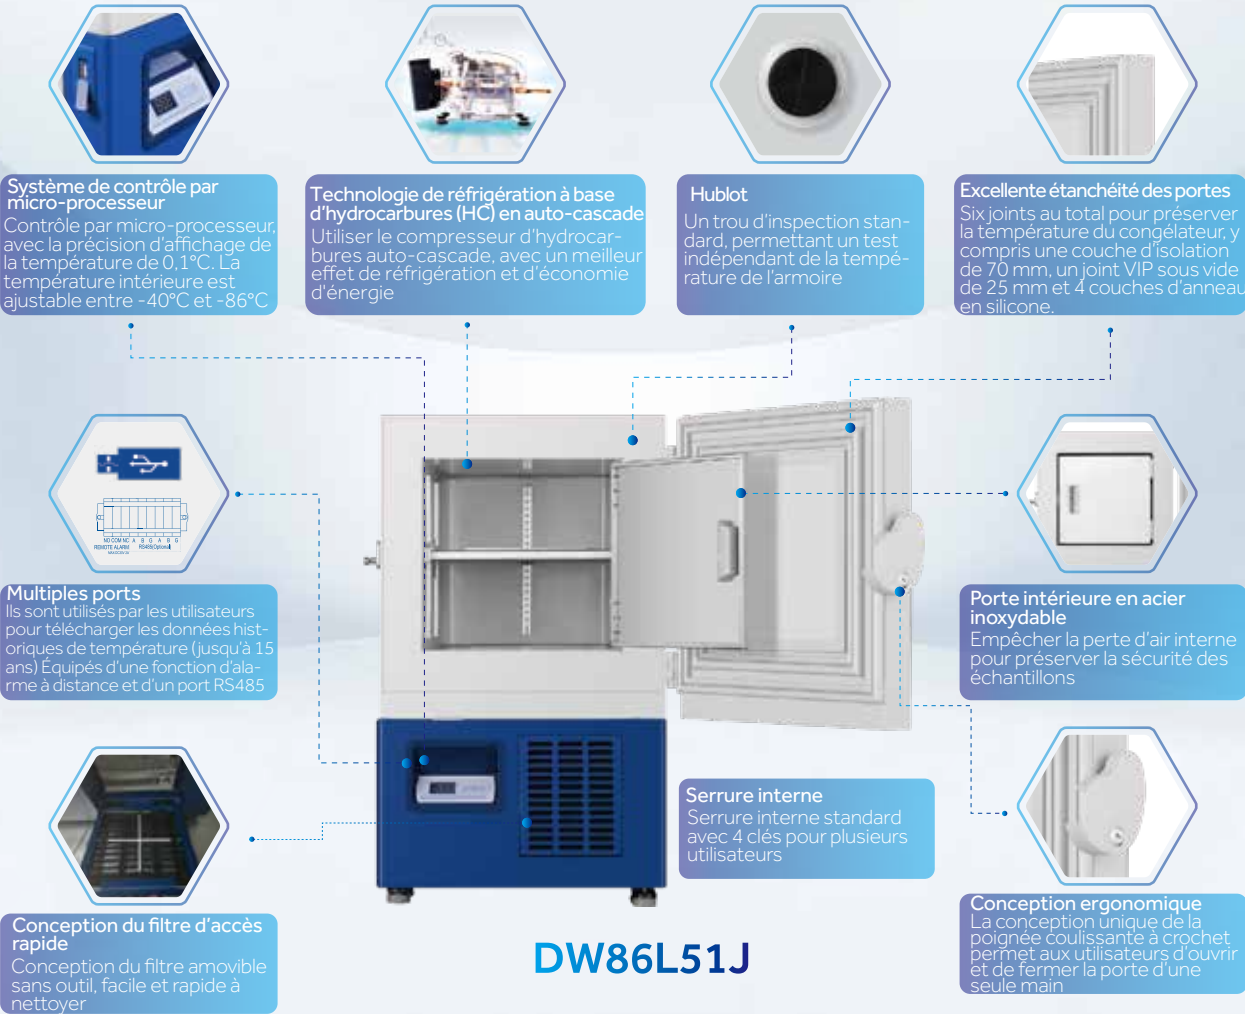 Système de contrôle par
micro-processeur
Contrôle par micro-processeur,
avec la précision d'affichage de
la température de 0,1°C. La
température intérieure est
ajustable entre -40°C et -86°C
Technologie de réfrigération à base
d'hydrocarbures (HC) en auto-cascade
Utiliser le compresseur d'hydrocar-
bures auto-cascade, avec un meilleur
effet de réfrigération et d'économie
d'énergie
Hublot
Un trou d'inspection stan-
dard, permettant un test
indépendant de la tempé-
rature de l'armoire
Excellente étanchéité des portes
Six joints au total pour préserver
la température du congélateur, y
compris une couche d'isolation
de 70 mm, un joint VIP sous vide
de 25 mm et 4 couches d'anneau
en silicone.
NO COM NC A B G A B G
REMOTE ALARM RS485(Optional)
Multiples ports
Ils sont utilisés par les utilisateurs
pour télécharger les données hist-
oriques de température (jusqu'à 15
ans) Équipés d'une fonction d'ala-
rme à distance et d'un port RS485
Porte intérieure en acier
inoxydable
Empêcher la perte d'air interne
pour préserver la sécurité des
échantillons
Serrure interne
Serrure interne standard
avec 4 clés pour plusieurs
utilisateurs
Conception du filtre d'accès
rapide
Conception du filtre amovible
sans outil, facile et rapide à
nettoyer
Conception ergonomique
La conception unique de la
poignée coulissante à crochet
permet aux utilisateurs d'ouvrir
et de fermer la porte d'une
seule main
DW86L51J